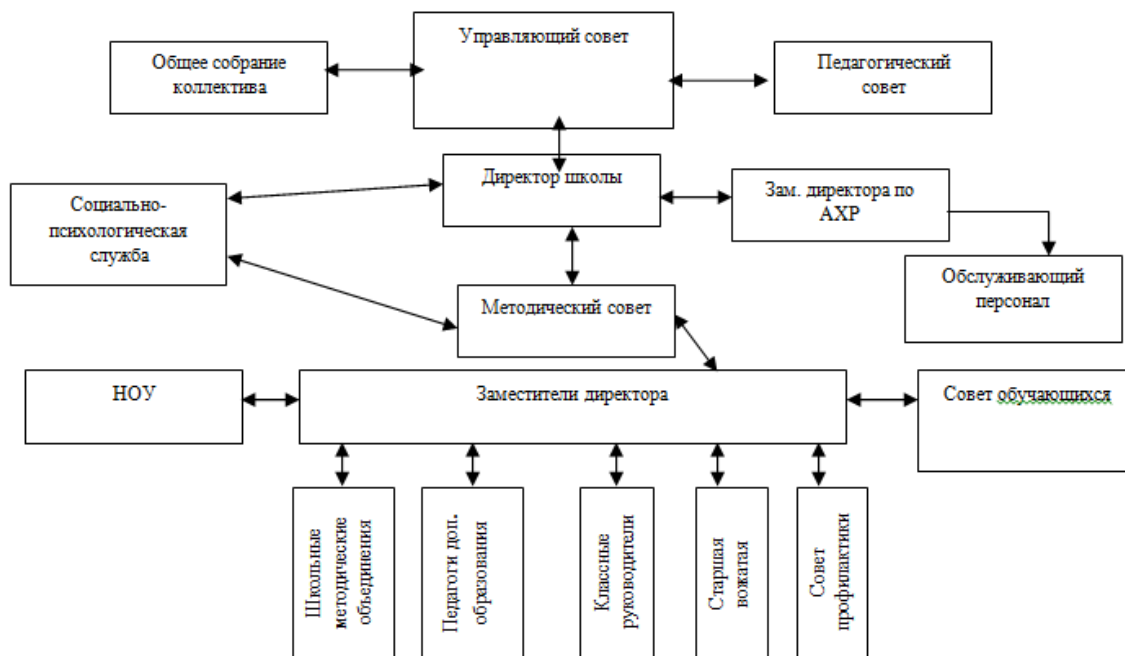 Управляющий совет
Общее собрание
коллектива
Педагогический
совет
Директор школы
Социально-
психологическая
служба
Зам. директора по
АХР
Обслуживающий
персонал
Методический совет
НОУ
Заместители директора
Совет обучающихся
Школьные
методические
объединения
Педагоги доп.
образования
Классные
руководители
Старшая
вожатая
Совет
профилактики